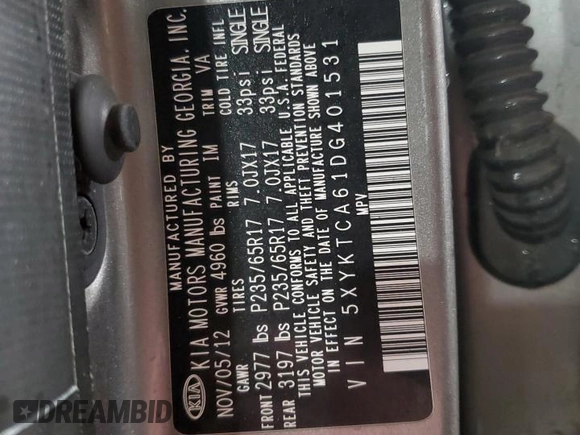 MANUFACTURED BY
KIA KIA MOTORS MANUFACTURING GEORGIA, INC.
NOV/05/12 GVWR 4960 lbs PAINT IM TRIM VA
GAWR TIRES RIMS COLD TIRE INFL
FRONT 2977 lbs P235/65R17 7.0JX17 33psi SINGLE
REAR 3197 lbs P235/65R17 7.0JX17 33psi SINGLE
THIS VEHICLE CONFORMS TO ALL APPLICABLE U.S.A. FEDERAL
MOTOR VEHICLE SAFETY AND THEFT PREVENTION STANDARDS
IN EFFECT ON THE DATE OF MANUFACTURE SHOWN ABOVE
VIN 5XYKTCA61DG401531
MPV
DREAMBID